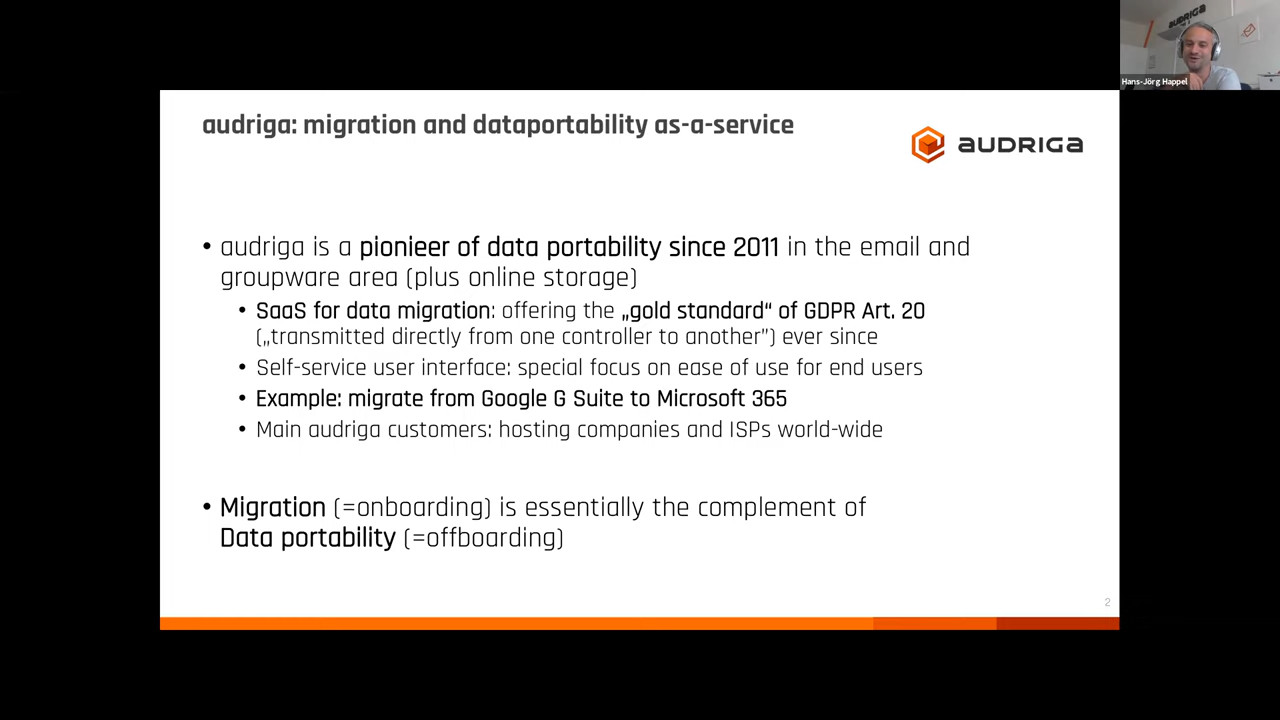 AUDRIGA
Hans-Jörg Happel
audriga: migration and dataportability as-a-service
AUDRIGA
• audriga is a pionieer of data portability since 2011 in the email and
groupware area (plus online storage)
• SaaS for data migration: offering the „gold standard“ of GDPR Art. 20
(„transmitted directly from one controller to another”) ever since
• Self-service user interface: special focus on ease of use for end users
• Example: migrate from Google G Suite to Microsoft 365
• Main audriga customers: hosting companies and ISPs world-wide
• Migration (=onboarding) is essentially the complement of
Data portability (=offboarding)
2